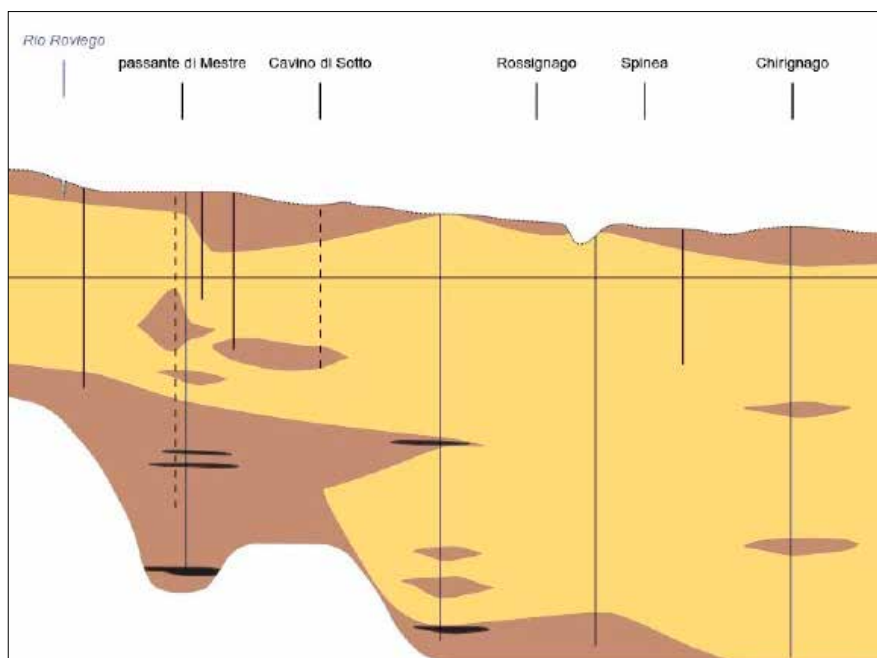 Rio Roviego
passante di Mestre
Cavino di Sotto
Rossignago
Spinea
Chirignago